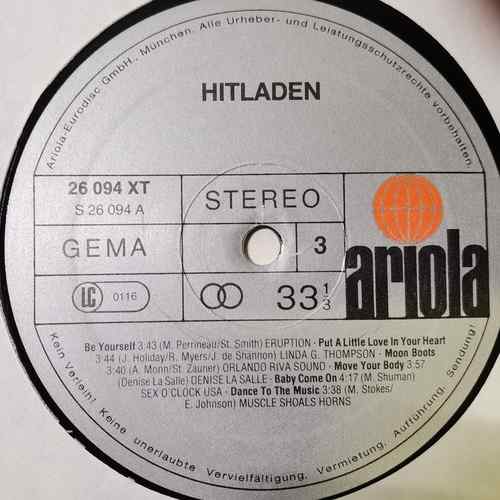 Ariola-Eurodisc GmbH., München. Alle Urheber- und Leistungsschutzrechte vorbehalten.
HITLADEN
26 094 XT
S 26 094 A
STEREO
GEMA
3
LC 0116
33 1/3
ariola
Be Yourself 3:43 (M. Perrineau/St. Smith) ERUPTION · Put A Little Love In Your Heart
3:44 (J. Holiday/R. Myers/J. de Shannon) LINDA G. THOMPSON · Moon Boots
3:40 (A. Monn/St. Zauner) ORLANDO RIVA SOUND · Move Your Body 3:57
(Denise La Salle) DENISE LA SALLE · Baby Come On 4:17 (M. Shuman)
SEX O'CLOCK USA · Dance To The Music 3:38 (M. Stokes/
E. Johnson) MUSCLE SHOALS HORNS
Kein Verleih! Keine unerlaubte Vervielfältigung, Vermietung, Aufführung, Sendung!